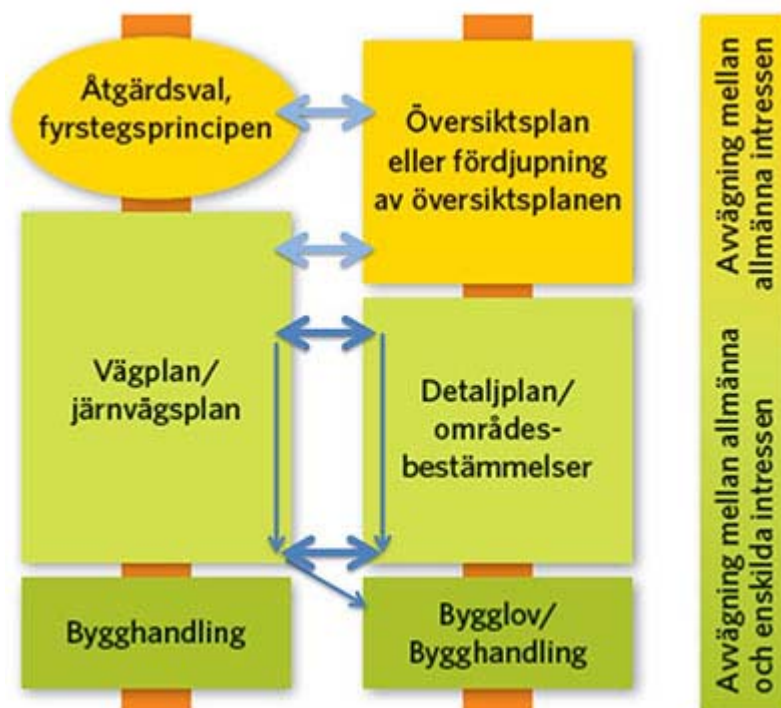 Åtgärdsval,
fyrstegsprincipen
Översiktsplan
eller fördjupning
av översiktsplanen
Vägplan/
järnvägsplan
Detaljplan/
områdes-
bestämmelser
Bygghandling
Bygglov/
Bygghandling
Avvägning mellan
allmänna intressen
Avvägning mellan allmänna
och enskilda intressen